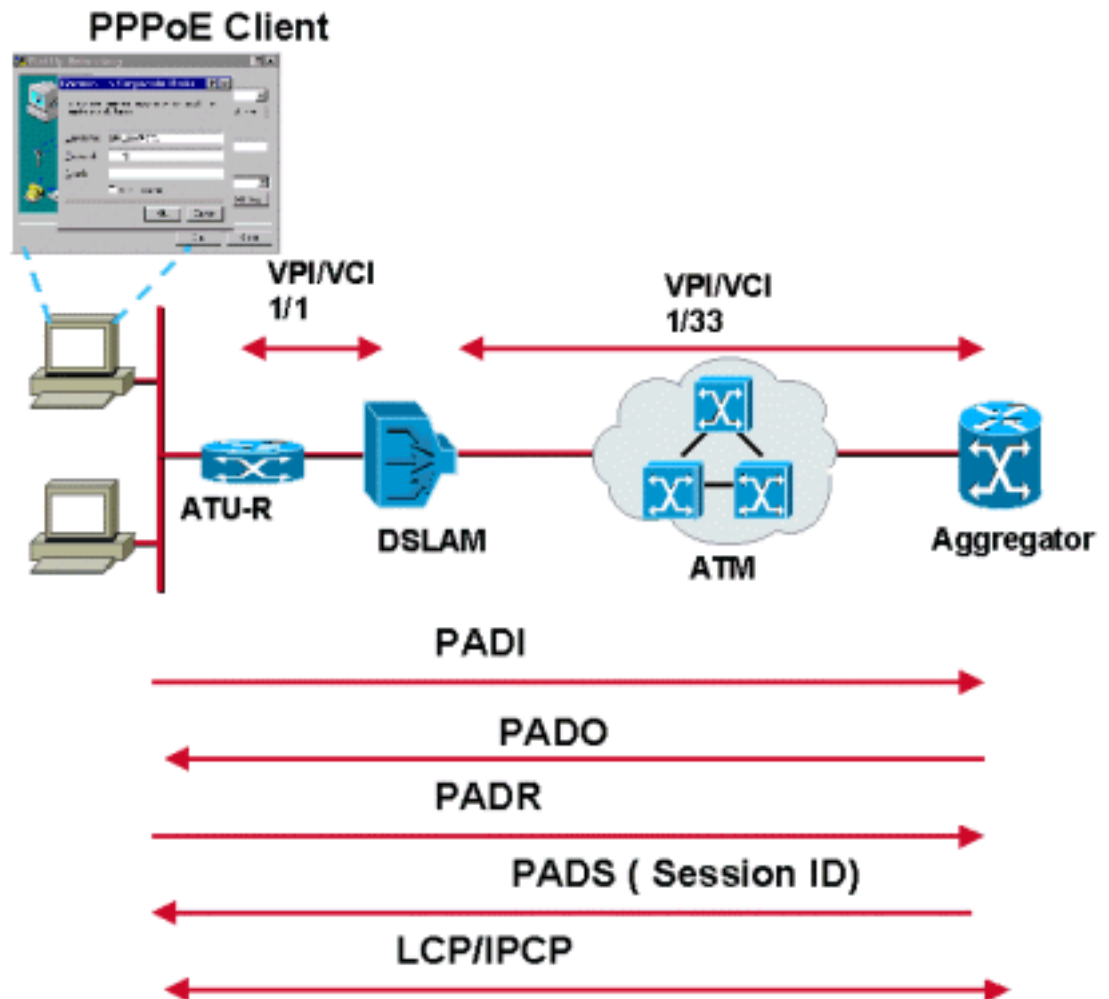 PPPoE Client
VPI/VCI
1/1
VPI/VCI
1/33
ATU-R
DSLAM
ATM
Aggregator
PADI
PADO
PADR
PADS ( Session ID)
LCP/IPCP